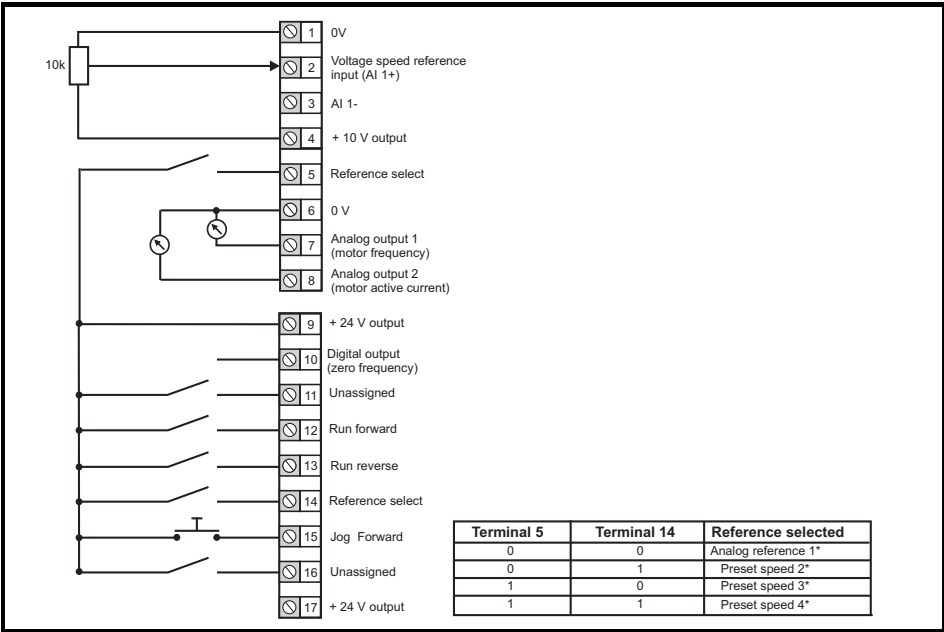 1 0V
10k
2 Voltage speed reference
input (AI 1+)
3 AI 1-
4 + 10 V output
5 Reference select
6 0 V
7 Analog output 1
(motor frequency)
8 Analog output 2
(motor active current)
9 + 24 V output
10 Digital output
(zero frequency)
11 Unassigned
12 Run forward
13 Run reverse
14 Reference select
15 Jog Forward
16 Unassigned
17 + 24 V output
Terminal 5 Terminal 14 Reference selected
0 0 Analog reference 1*
0 1 Preset speed 2*
1 0 Preset speed 3*
1 1 Preset speed 4*